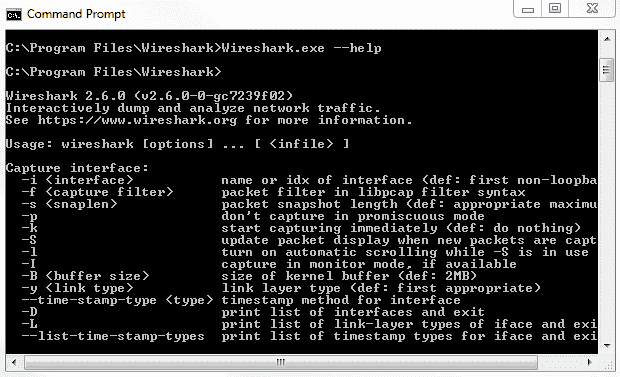 Command Prompt
C:\Program Files\Wireshark>Wireshark.exe --help
C:\Program Files\Wireshark>
Wireshark 2.6.0 (v2.6.0-0-gc7239f02)
Interactively dump and analyze network traffic.
See https://www.wireshark.org for more information.
Usage: wireshark [options] ... [ <infile> ]
Capture interface:
-i <interface> name or idx of interface (def: first non-loopba
-f <capture filter> packet filter in libpcap filter syntax
-s <snaplen> packet snapshot length (def: appropriate maximu
-p don't capture in promiscuous mode
-k start capturing immediately (def: do nothing)
-S update packet display when new packets are capt
-l turn on automatic scrolling while -S is in use
-I capture in monitor mode, if available
-B <buffer size> size of kernel buffer (def: 2MB)
-y <link type> link layer type (def: first appropriate)
--time-stamp-type <type> timestamp method for interface
-D print list of interfaces and exit
-L print list of link-layer types of iface and exi
--list-time-stamp-types print list of timestamp types for iface and exi